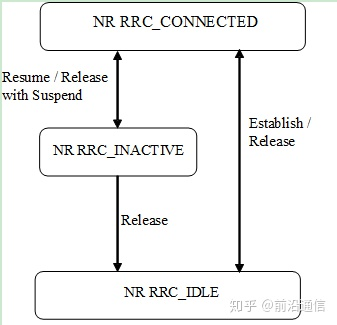 NR RRC_CONNECTED
Resume / Release
with Suspend
Establish /
Release
NR RRC_INACTIVE
Release
NR RRC_IDLE
知乎 @前沿通信